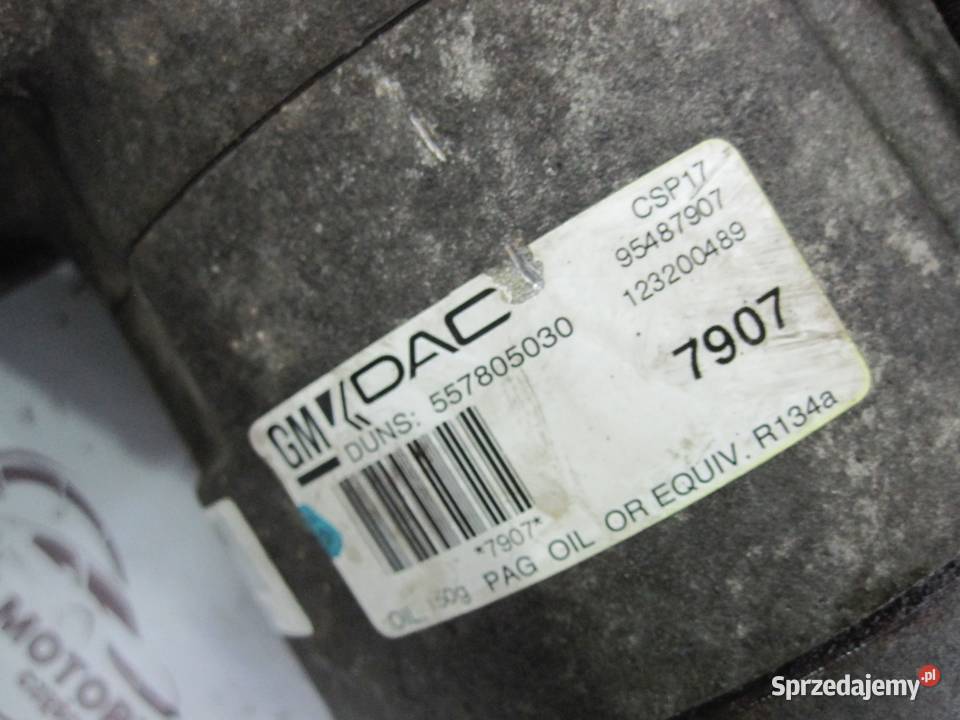 CSP17
95487907
123200489
7907
GM DAC
DUNS: 557805030
*7907*
OIL 150g PAG OIL OR EQUIV. R134a
MOTOR
Sprzedajemy.pl